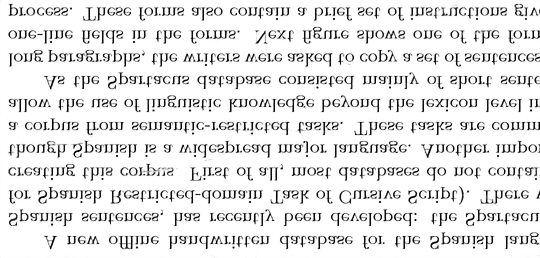 A new offline handwritten database for the Spanish lang
Spanish sentences, has recently been developed: the Spartacu
for Spanish Restricted-domain Task of Cursive Script). There
creating this corpus. First of all, most databases do not contai
though Spanish is a widespread major language. Another impor
a corpus from semantic-restricted tasks. These tasks are comm
allow the use of linguistic knowledge beyond the lexicon level in
As the Spartacus database consisted mainly of short sente
long paragraphs, the writers were asked to copy a set of sentences
one-line fields in the forms. Next figure shows one of the form
process. These forms also contain a brief set of instructions giv